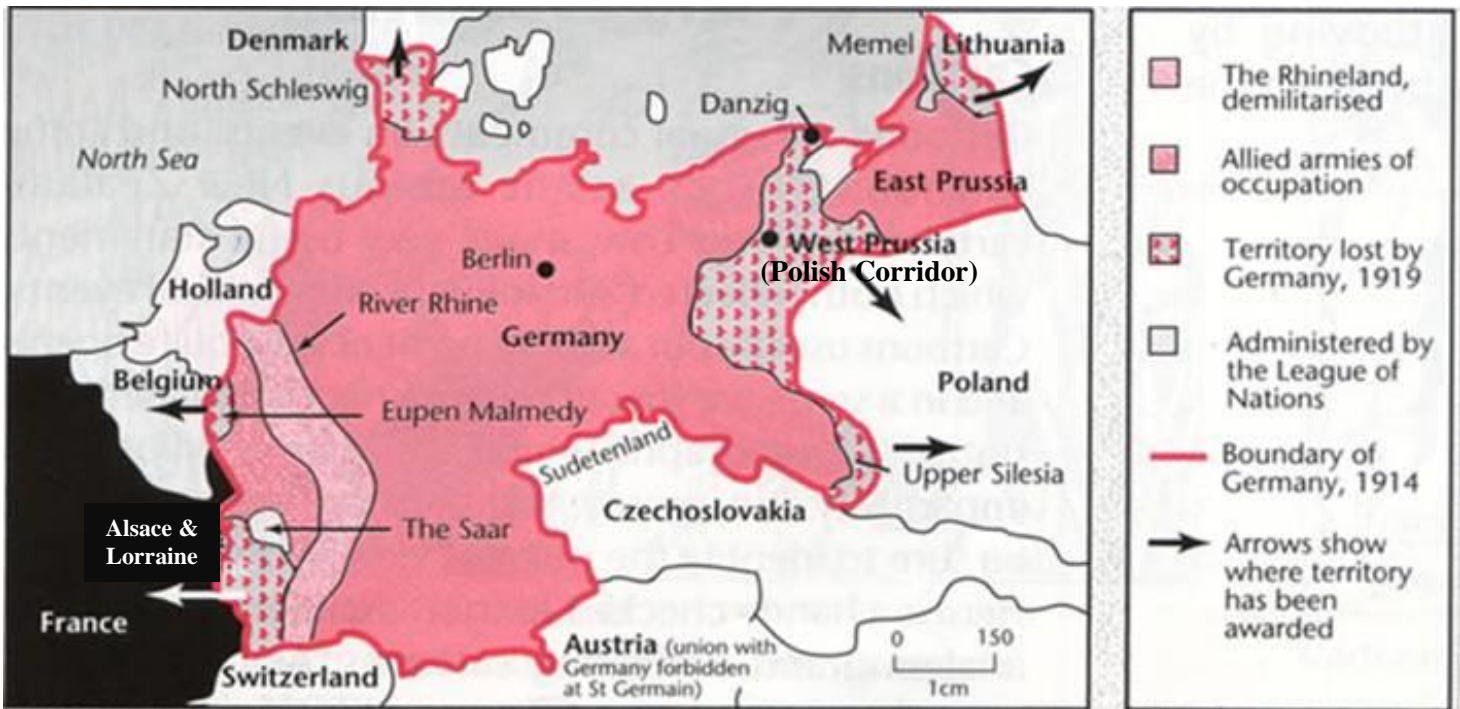 Denmark
North Schleswig
North Sea
Memel
Lithuania
Danzig
East Prussia
West Prussia
(Polish Corridor)
Berlin
Holland
River Rhine
Germany
Poland
Belgium
Eupen Malmedy
Sudetenland
Upper Silesia
Czechoslovakia
Alsace &
Lorraine
The Saar
France
Switzerland
Austria (union with
Germany forbidden
at St Germain)
0 150
1cm
The Rhineland,
demilitarised
Allied armies of
occupation
Territory lost by
Germany, 1919
Administered by
the League of
Nations
Boundary of
Germany, 1914
Arrows show
where territory
has been
awarded